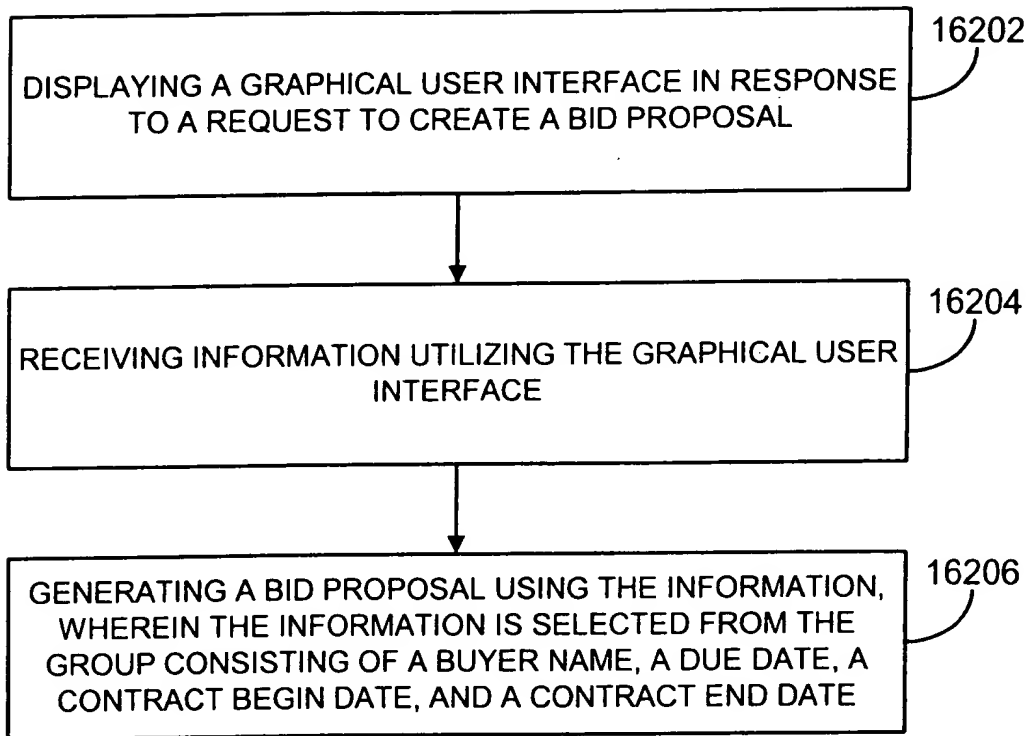 16202
DISPLAYING A GRAPHICAL USER INTERFACE IN RESPONSE
TO A REQUEST TO CREATE A BID PROPOSAL
16204
RECEIVING INFORMATION UTILIZING THE GRAPHICAL USER
INTERFACE
16206
GENERATING A BID PROPOSAL USING THE INFORMATION,
WHEREIN THE INFORMATION IS SELECTED FROM THE
GROUP CONSISTING OF A BUYER NAME, A DUE DATE, A
CONTRACT BEGIN DATE, AND A CONTRACT END DATE